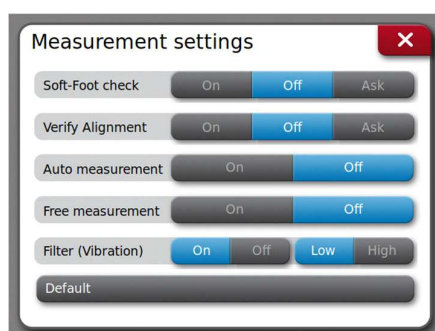 Measurement settings
Soft-Foot check On Off Ask
Verify Alignment On Off Ask
Auto measurement On Off
Free measurement On Off
Filter (Vibration) On Off Low High
Default